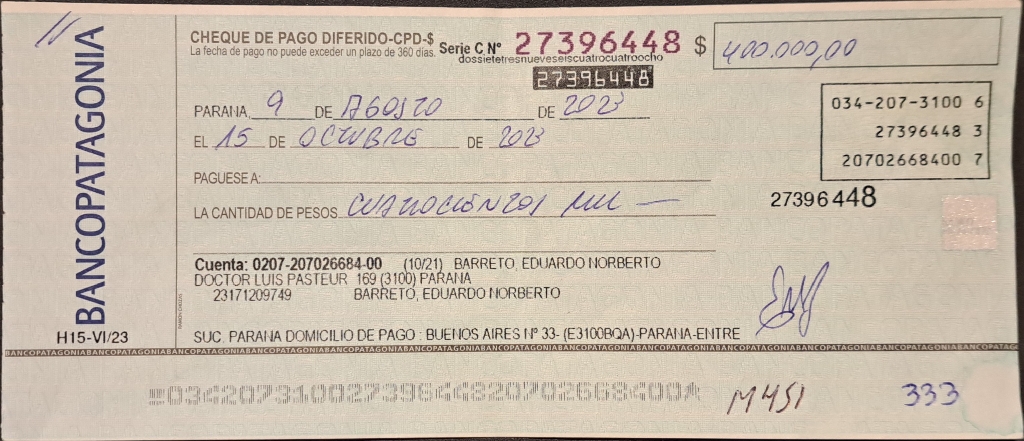 BANCOPATAGONIA
H15-VI/23
CHEQUE DE PAGO DIFERIDO-CPD-$
La fecha de pago no puede exceder un plazo de 360 días.
Serie C Nº 27396448 $ 400.000,00
dossietetresnueveseiscuatrocuatroocho
27396448
PARANA, 9 DE AGOSTO DE 2023
EL 15 DE OCTUBRE DE 2023
034-207-3100 6
27396448 3
20702668400 7
PAGUESE A:
27396448
LA CANTIDAD DE PESOS CUATROCIENTOS MIL —
Cuenta: 0207-207026684-00 (10/21) BARRETO, EDUARDO NORBERTO
DOCTOR LUIS PASTEUR 169 (3100) PARANA
23171209749 BARRETO, EDUARDO NORBERTO
SUC. PARANA DOMICILIO DE PAGO : BUENOS AIRES Nº 33- (E3100BQA)-PARANA-ENTRE
BANCOPATAGONIABANCOPATAGONIABANCOPATAGONIABANCOPATAGONIABANCOPATAGONIABANCOPATAGONIABANCOPATAGONIABANCOPATAGONIA
03420731002739644820702668400
M451 333